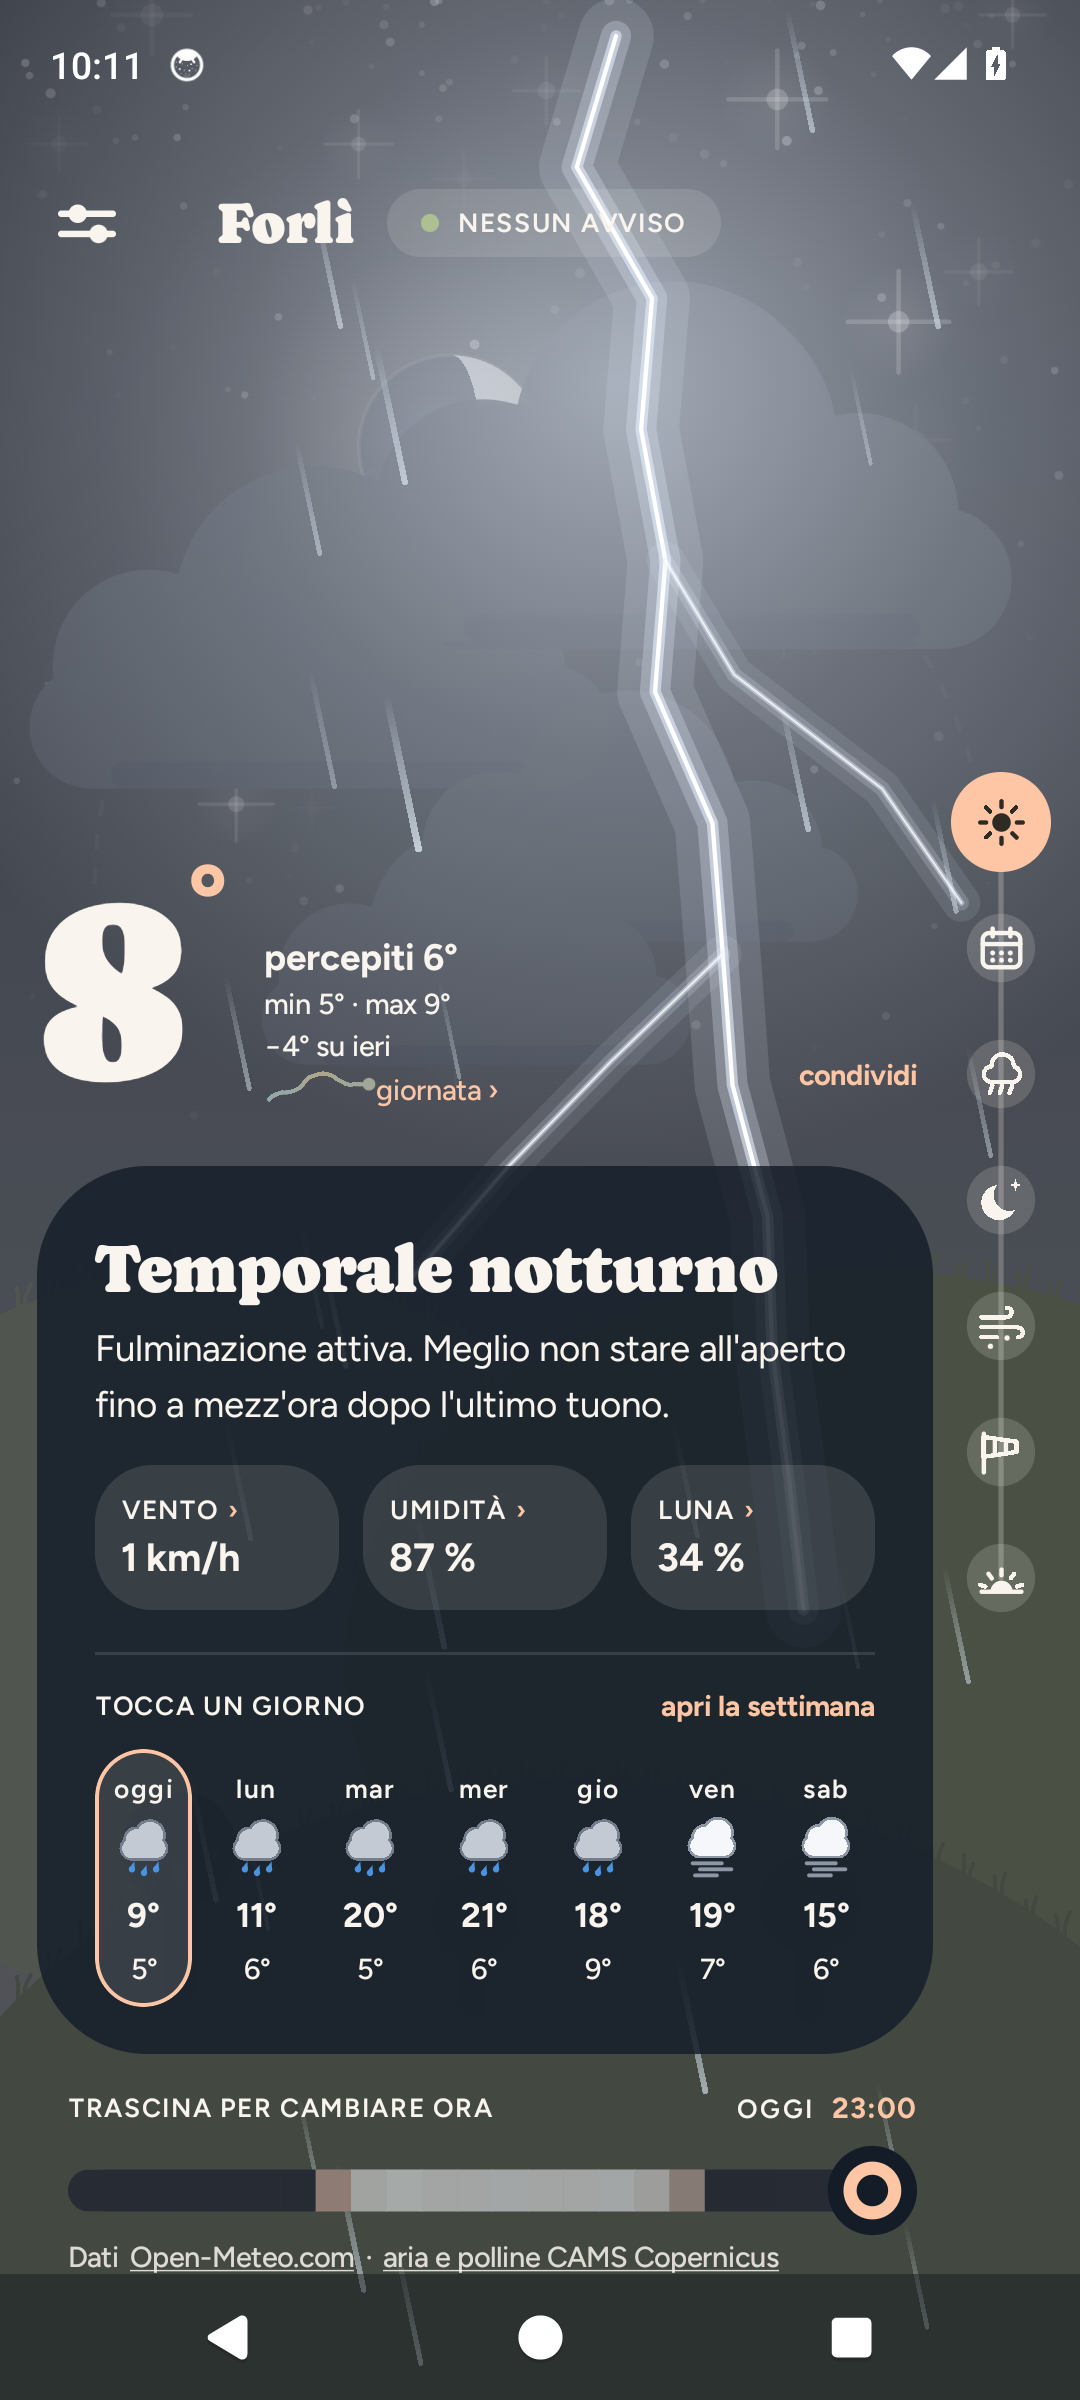 10:11
Forlì
NESSUN AVVISO
8°
percepiti 6°
min 5° · max 9°
−4° su ieri
giornata ›
condividi
Temporale notturno
Fulminazione attiva. Meglio non stare all'aperto
fino a mezz'ora dopo l'ultimo tuono.
VENTO › UMIDITÀ › LUNA ›
1 km/h 87 % 34 %
TOCCA UN GIORNO apri la settimana
oggi lun mar mer gio ven sab
9° 11° 20° 21° 18° 19° 15°
5° 6° 5° 6° 9° 7° 6°
TRASCINA PER CAMBIARE ORA OGGI 23:00
Dati Open-Meteo.com · aria e polline CAMS Copernicus